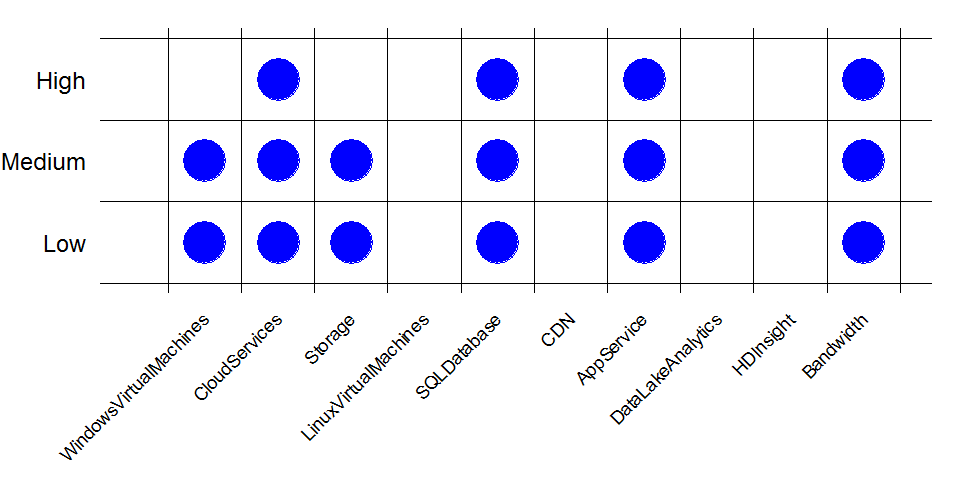 High
Medium
Low
WindowsVirtualMachines
CloudServices
Storage
LinuxVirtualMachines
SQLDatabase
CDN
AppService
DataLakeAnalytics
HDInsight
Bandwidth